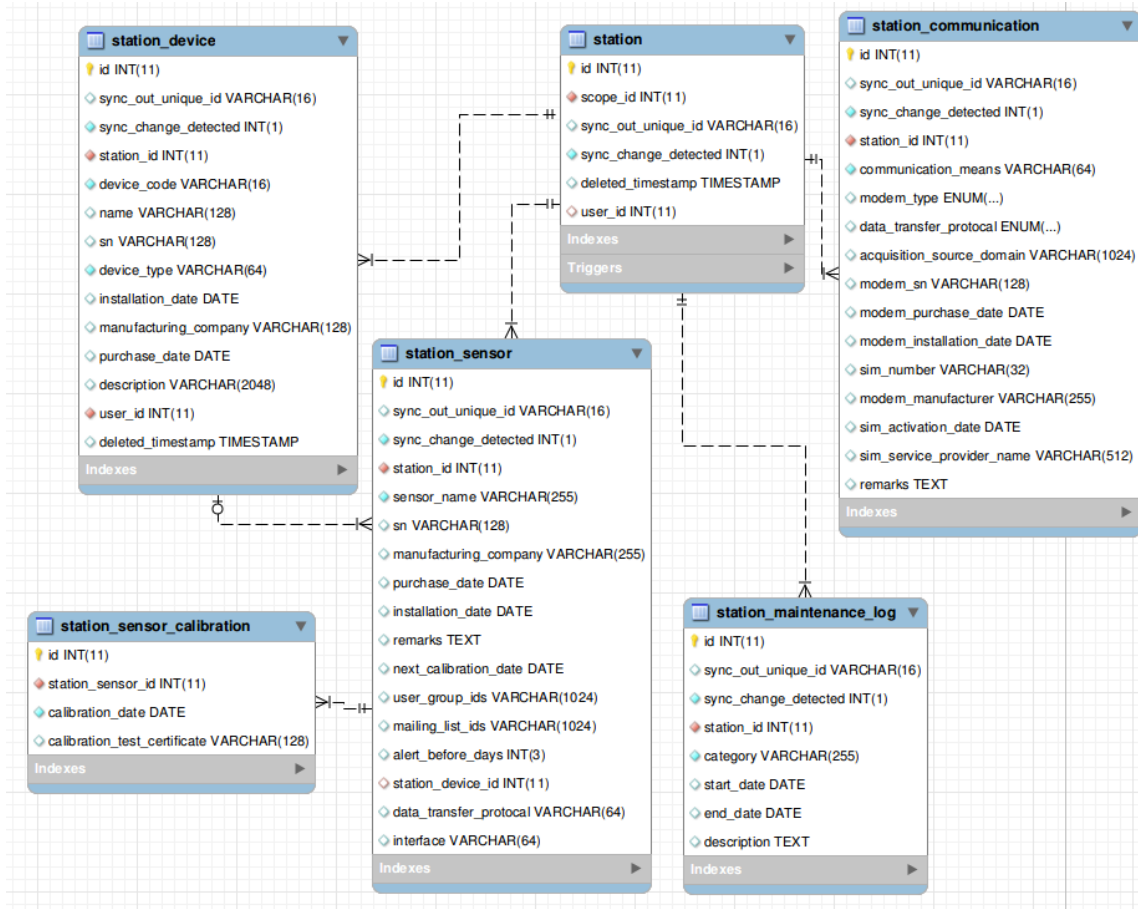 station_device
id INT(11)
sync_out_unique_id VARCHAR(16)
sync_change_detected INT(1)
station_id INT(11)
device_code VARCHAR(16)
name VARCHAR(128)
sn VARCHAR(128)
device_type VARCHAR(64)
installation_date DATE
manufacturing_company VARCHAR(128)
purchase_date DATE
description VARCHAR(2048)
user_id INT(11)
deleted_timestamp TIMESTAMP
Indexes
station
id INT(11)
scope_id INT(11)
sync_out_unique_id VARCHAR(16)
sync_change_detected INT(1)
deleted_timestamp TIMESTAMP
user_id INT(11)
Indexes
Triggers
station_communication
id INT(11)
sync_out_unique_id VARCHAR(16)
sync_change_detected INT(1)
station_id INT(11)
communication_means VARCHAR(64)
modem_type ENUM(...)
data_transfer_protocal ENUM(...)
acquisition_source_domain VARCHAR(1024)
modem_sn VARCHAR(128)
modem_purchase_date DATE
modem_installation_date DATE
sim_number VARCHAR(32)
modem_manufacturer VARCHAR(255)
sim_activation_date DATE
sim_service_provider_name VARCHAR(512)
remarks TEXT
Indexes
station_sensor
id INT(11)
sync_out_unique_id VARCHAR(16)
sync_change_detected INT(1)
station_id INT(11)
sensor_name VARCHAR(255)
sn VARCHAR(128)
manufacturing_company VARCHAR(255)
purchase_date DATE
installation_date DATE
remarks TEXT
next_calibration_date DATE
user_group_ids VARCHAR(1024)
mailing_list_ids VARCHAR(1024)
alert_before_days INT(3)
station_device_id INT(11)
data_transfer_protocal VARCHAR(64)
interface VARCHAR(64)
Indexes
station_sensor_calibration
id INT(11)
station_sensor_id INT(11)
calibration_date DATE
calibration_test_certificate VARCHAR(128)
Indexes
station_maintenance_log
id INT(11)
sync_out_unique_id VARCHAR(16)
sync_change_detected INT(1)
station_id INT(11)
category VARCHAR(255)
start_date DATE
end_date DATE
description TEXT
Indexes